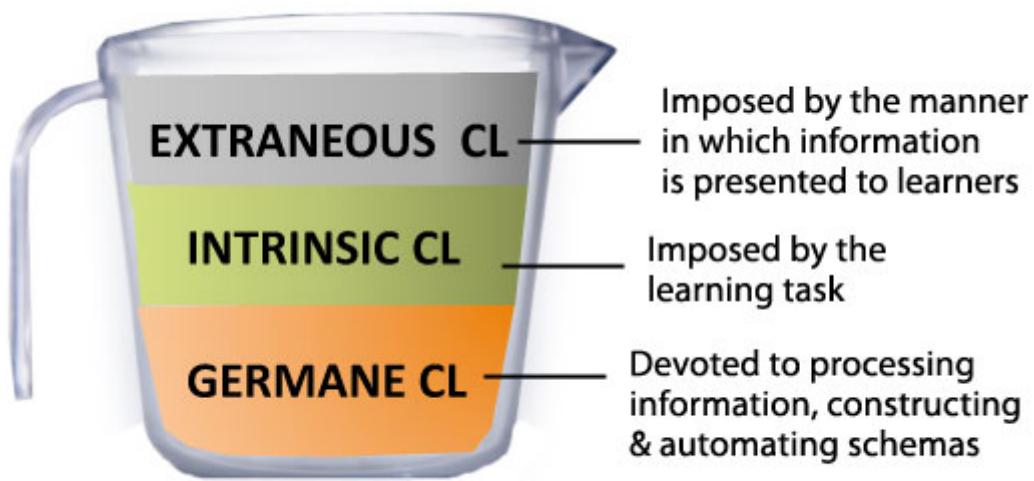 EXTRANEOUS CL
Imposed by the manner
in which information
is presented to learners
INTRINSIC CL
Imposed by the
learning task
GERMANE CL
Devoted to processing
information, constructing
& automating schemas